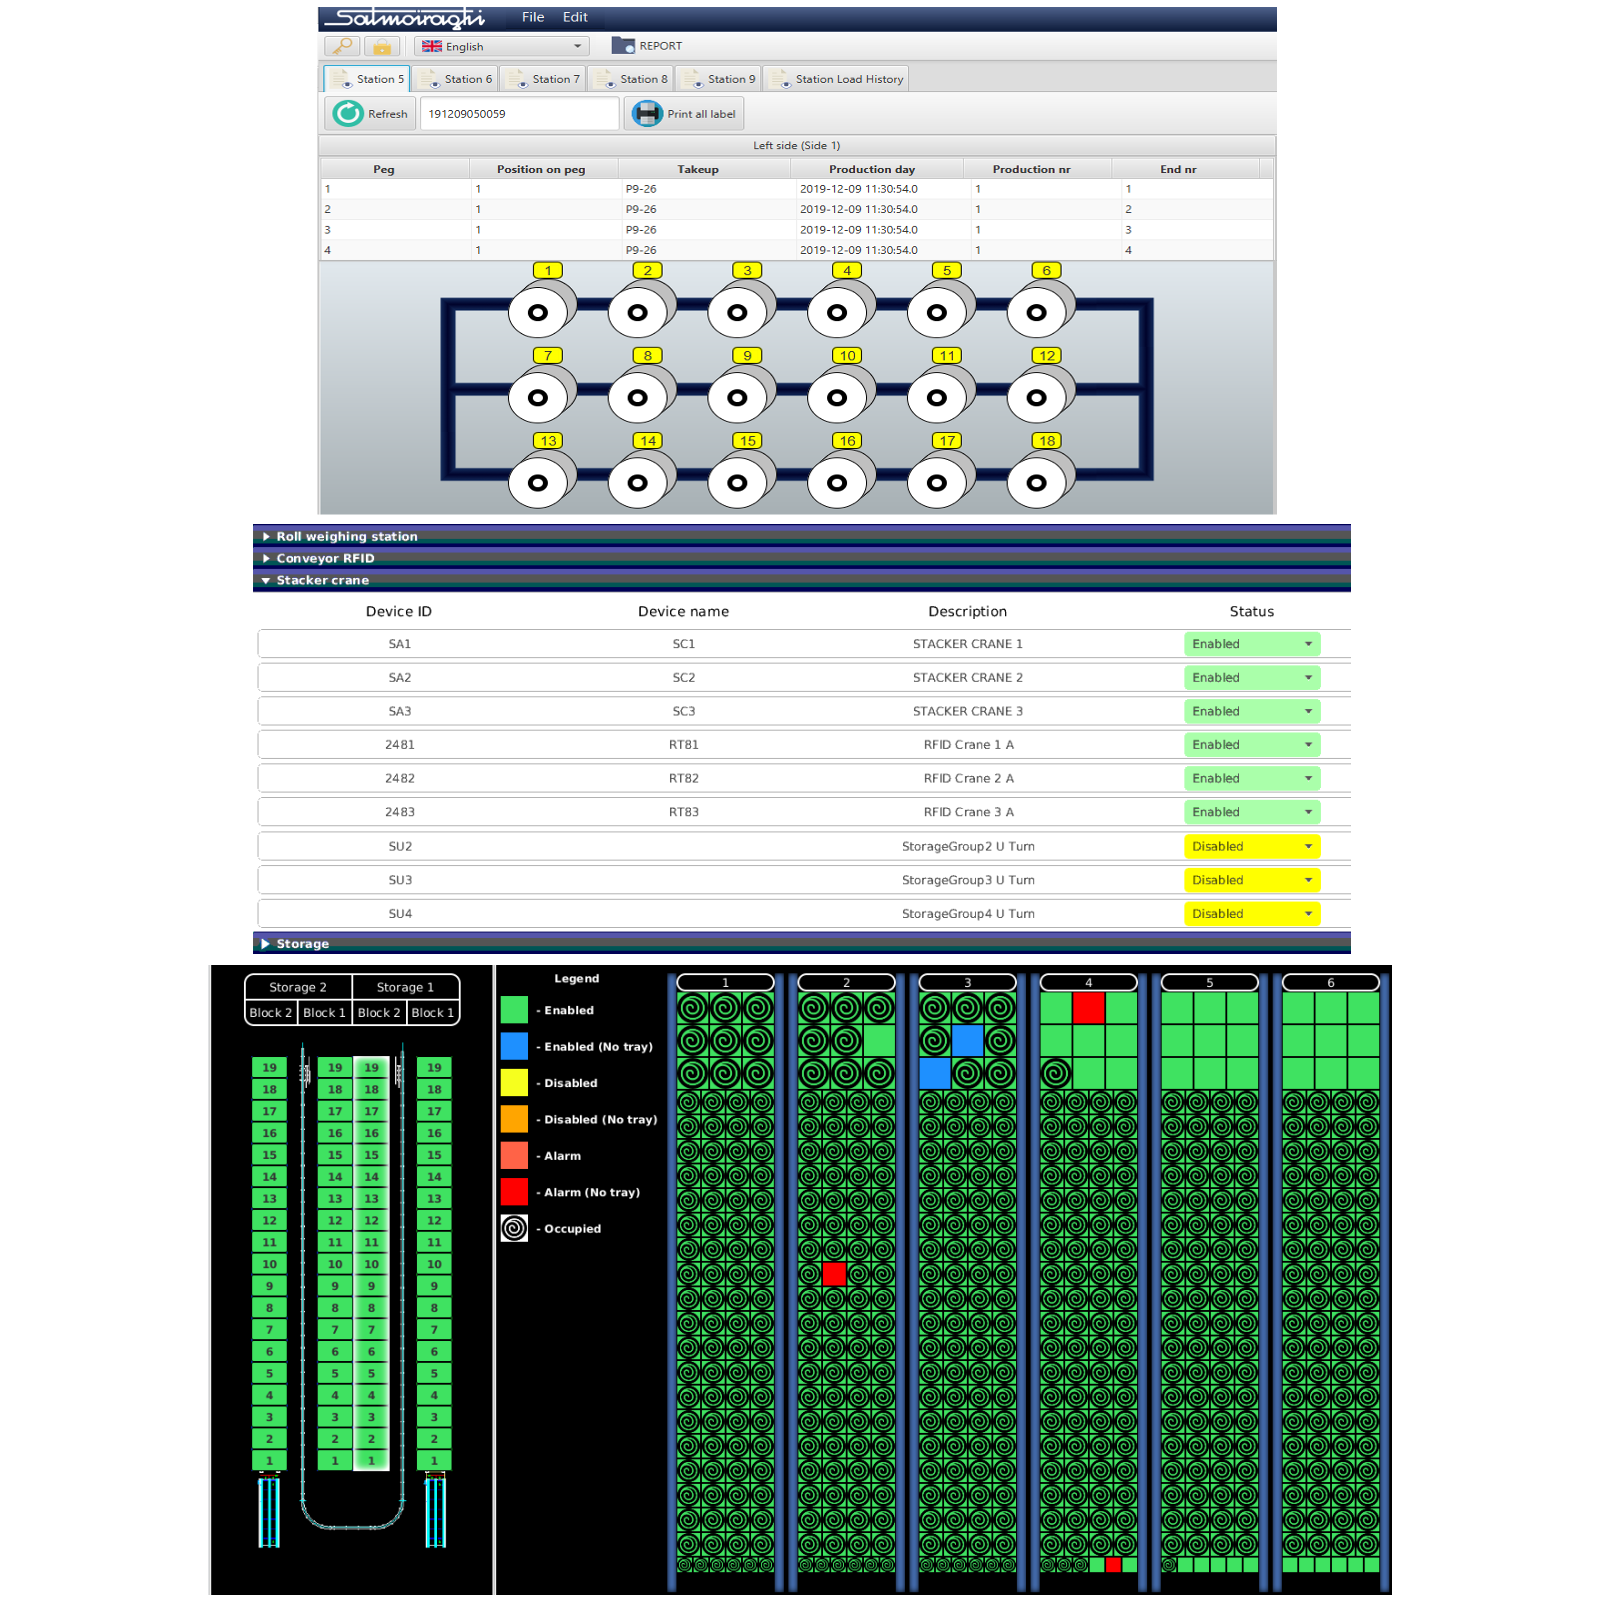 Salmoiraghi File Edit
English REPORT
Station 5 Station 6 Station 7 Station 8 Station 9 Station Load History
Refresh 191209050059 Print all label
Left side (Side 1)
Peg Position on peg Takeup Production day Production nr End nr
1 1 P9-26 2019-12-09 11:30:54.0 1 1
2 1 P9-26 2019-12-09 11:30:54.0 1 2
3 1 P9-26 2019-12-09 11:30:54.0 1 3
4 1 P9-26 2019-12-09 11:30:54.0 1 4
1 2 3 4 5 6
7 8 9 10 11 12
13 14 15 16 17 18
Roll weighing station
Conveyor RFID
Stacker crane
Device ID Device name Description Status
SA1 SC1 STACKER CRANE 1 Enabled
SA2 SC2 STACKER CRANE 2 Enabled
SA3 SC3 STACKER CRANE 3 Enabled
2481 RT81 RFID Crane 1 A Enabled
2482 RT82 RFID Crane 2 A Enabled
2483 RT83 RFID Crane 3 A Enabled
SU2 StorageGroup2 U Turn Disabled
SU3 StorageGroup3 U Turn Disabled
SU4 StorageGroup4 U Turn Disabled
Storage
Storage 2 Storage 1
Block 2 Block 1 Block 2 Block 1
19 19 19 19
18 18 18 18
17 17 17 17
16 16 16 16
15 15 15 15
14 14 14 14
13 13 13 13
12 12 12 12
11 11 11 11
10 10 10 10
9 9 9 9
8 8 8 8
7 7 7 7
6 6 6 6
5 5 5 5
4 4 4 4
3 3 3 3
2 2 2 2
1 1 1 1
Legend
- Enabled
- Enabled (No tray)
- Disabled
- Disabled (No tray)
- Alarm
- Alarm (No tray)
- Occupied
1 2 3 4 5 6